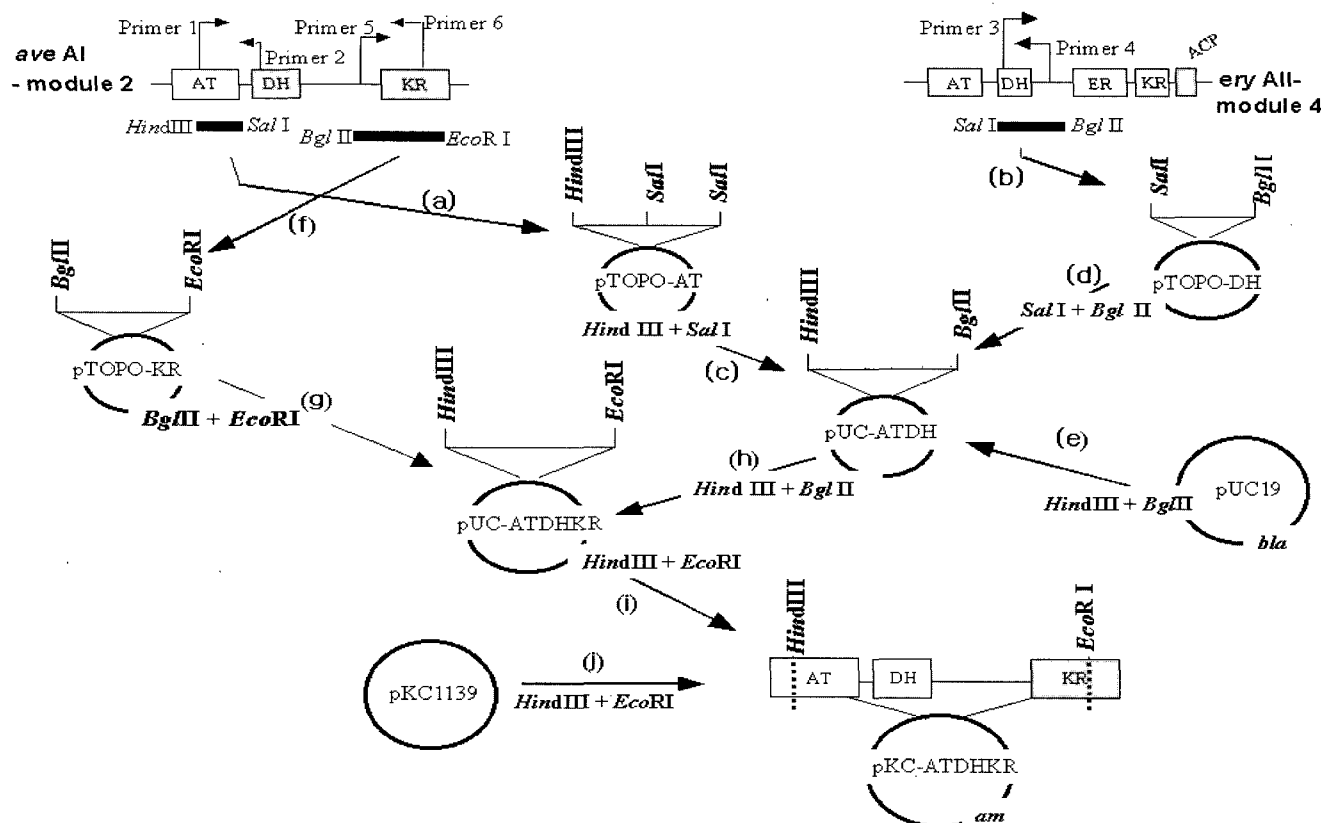 Primer 1
Primer 5
Primer 6
ave AI
- module 2
Primer 2
AT
DH
KR
HindIII
Sal I
Bgl II
EcoR I
Primer 3
Primer 4
ACP
AT
DH
ER
KR
ery AII-
module 4
Sal I
Bgl II
(a)
(f)
(b)
HindIII
SalI
SalI
SalI
BglII
BglII
EcoRI
pTOPO-AT
Hind III + Sal I
(c)
(d)
pTOPO-DH
Sal I + Bgl II
HindIII
BglII
pTOPO-KR
BglII + EcoRI
(g)
HindIII
EcoRI
pUC-ATDH
(h)
Hind III + Bgl II
(e)
HindIII + BglII
pUC19
bla
pUC-ATDHKR
HindIII + EcoRI
(i)
HindIII
EcoR I
pKC1139
(j)
HindIII + EcoRI
AT
DH
KR
pKC-ATDHKR
am